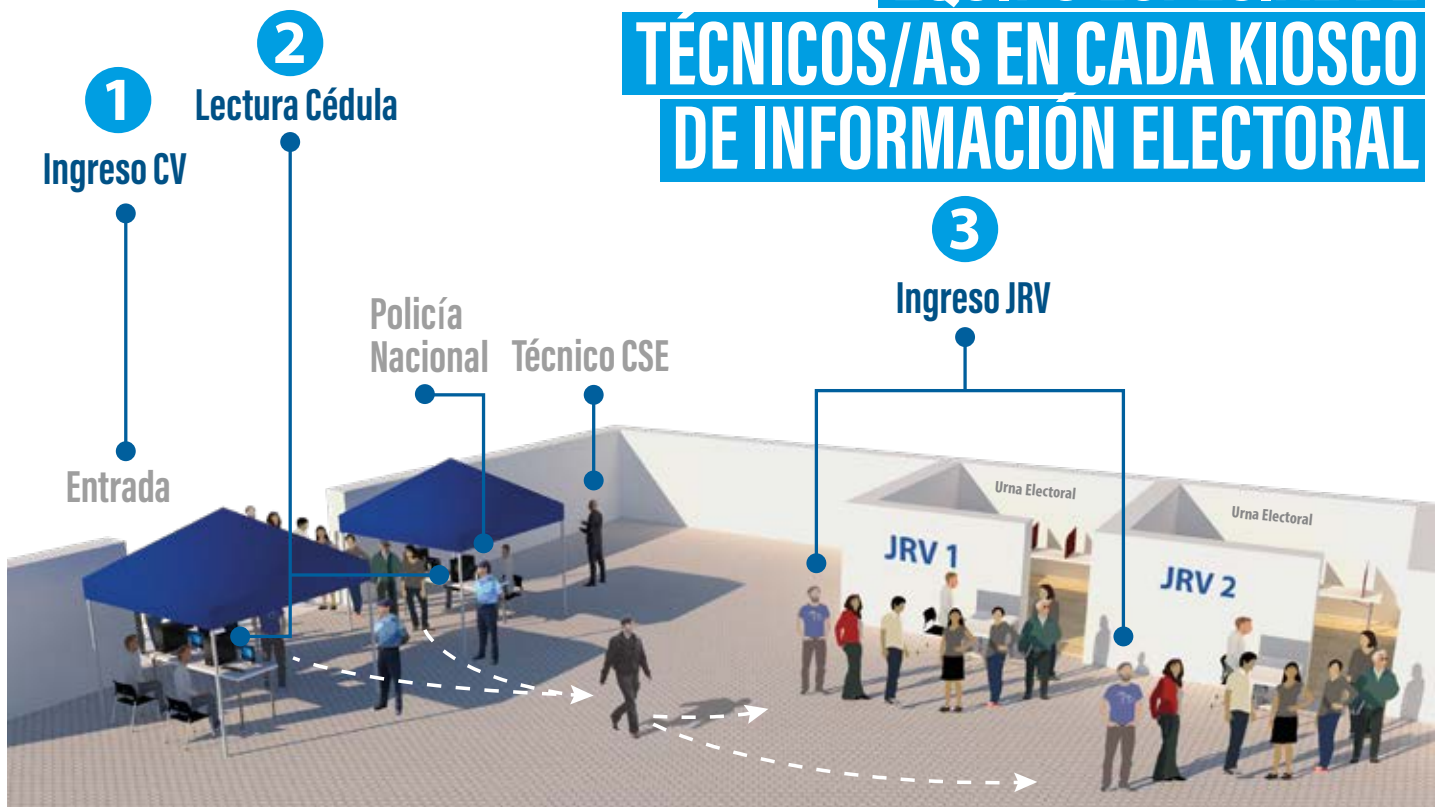 TÉCNICOS/AS EN CADA KIOSCO
DE INFORMACIÓN ELECTORAL
1
Ingreso CV
2
Lectura Cédula
3
Ingreso JRV
Policía
Nacional
Técnico CSE
Entrada
Urna Electoral
Urna Electoral
JRV 1
JRV 2